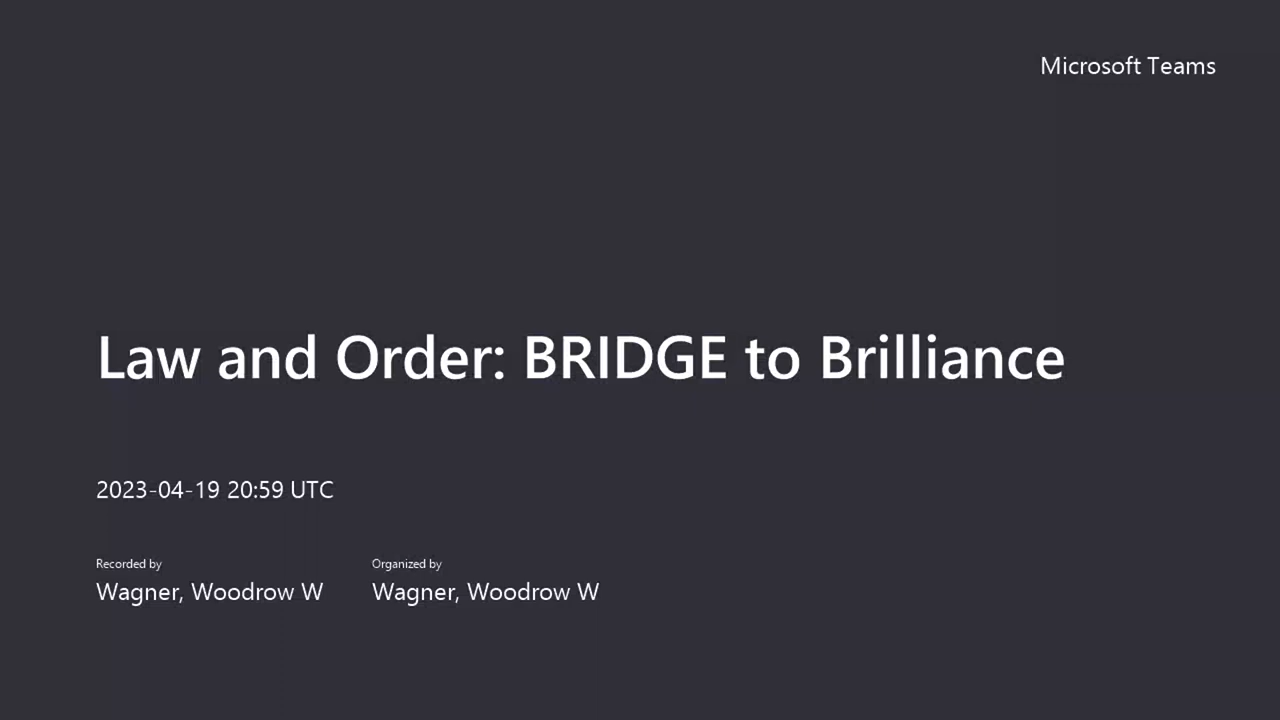 Microsoft Teams
Law and Order: BRIDGE to Brilliance
2023-04-19 20:59 UTC
Recorded by
Organized by
Wagner, Woodrow W
Wagner, Woodrow W